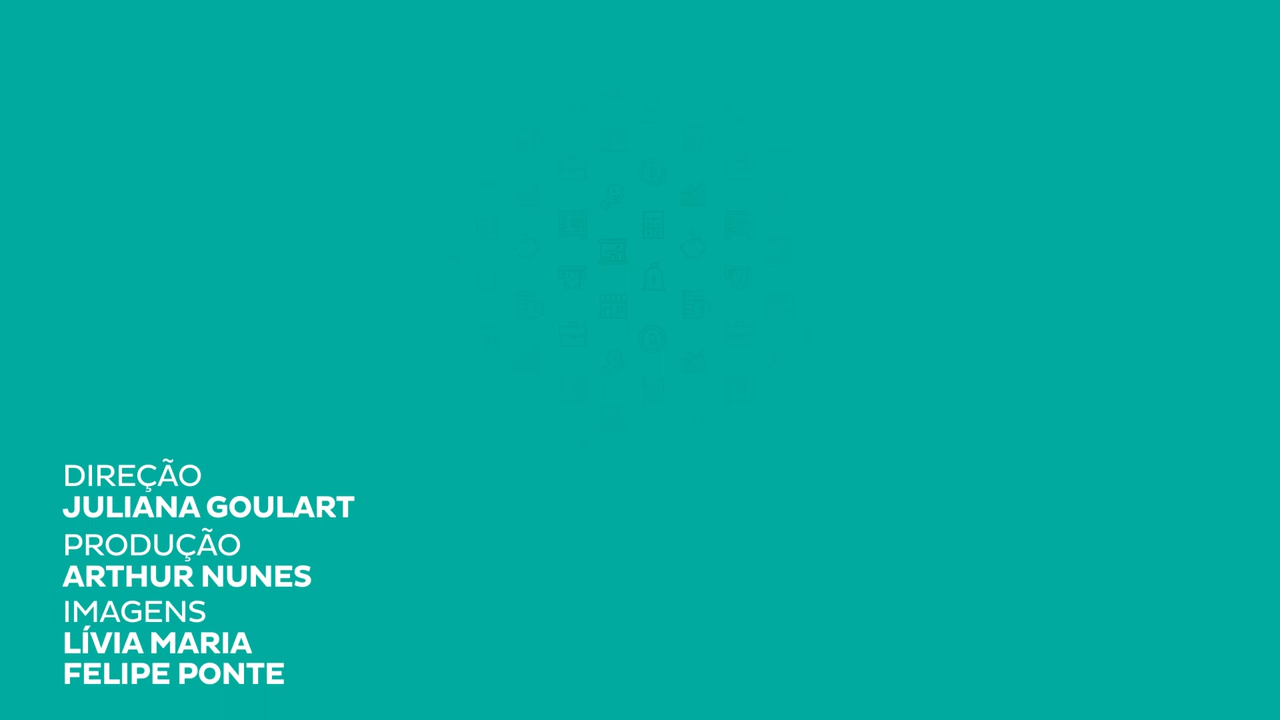 DIREÇÃO
JULIANA GOULART
PRODUÇÃO
ARTHUR NUNES
IMAGENS
LÍVIA MARIA
FELIPE PONTE